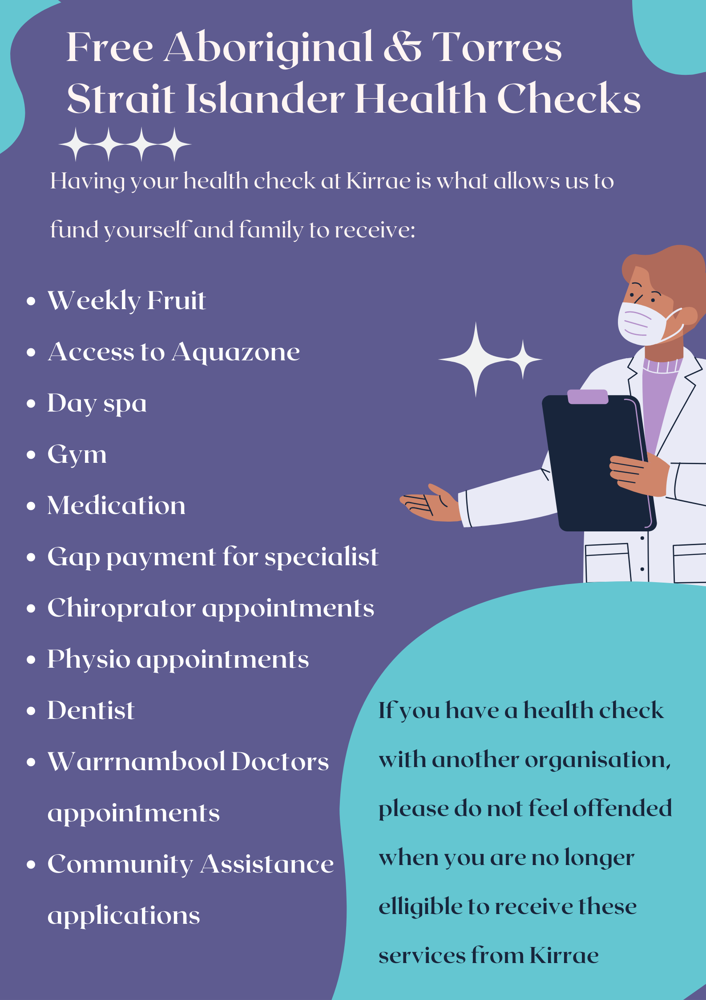 Free Aboriginal & Torres
Strait Islander Health Checks
Having your health check at Kirrae is what allows us to
fund yourself and family to receive:
• Weekly Fruit
• Access to Aquazone
• Day spa
• Gym
• Medication
• Gap payment for specialist
• Chiroprator appointments
• Physio appointments
• Dentist
• Warrnambool Doctors
appointments
• Community Assistance
applications
If you have a health check
with another organisation,
please do not feel offended
when you are no longer
elligible to receive these
services from Kirrae